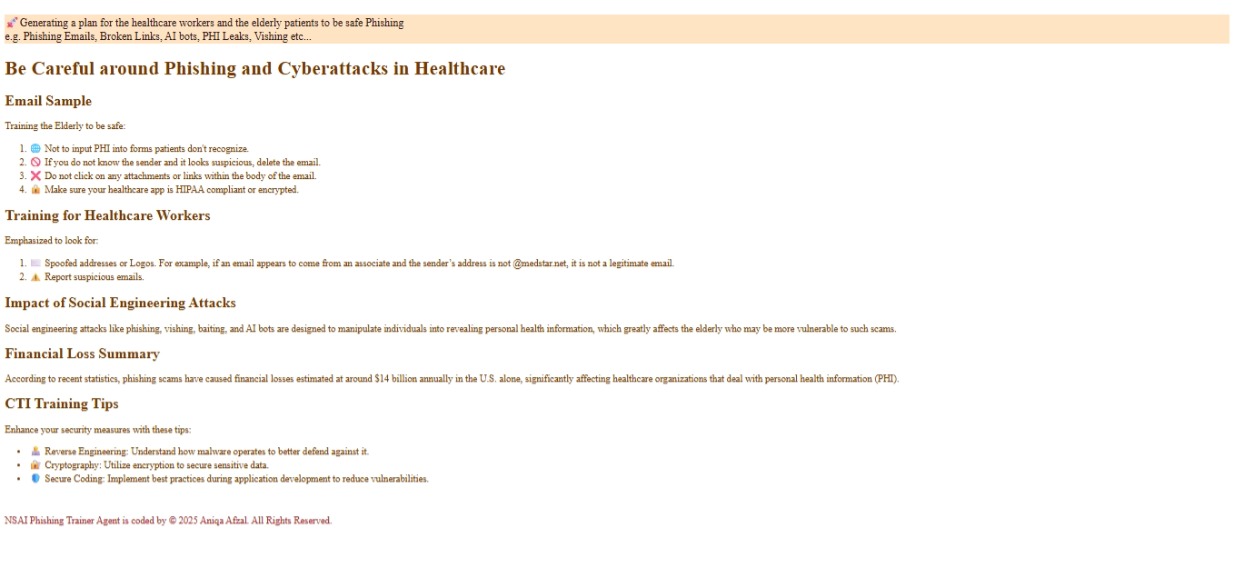 🚀 Generating a plan for the healthcare workers and the elderly patients to be safe Phishing
e.g. Phishing Emails, Broken Links, AI bots, PHI Leaks, Vishing etc...
Be Careful around Phishing and Cyberattacks in Healthcare
Email Sample
Training the Elderly to be safe:
1. 🌐 Not to input PHI into forms patients don't recognize.
2. 🚫 If you do not know the sender and it looks suspicious, delete the email.
3. ❌ Do not click on any attachments or links within the body of the email.
4. 🔒 Make sure your healthcare app is HIPAA compliant or encrypted.
Training for Healthcare Workers
Emphasized to look for:
1. 📧 Spoofed addresses or Logos. For example, if an email appears to come from an associate and the sender's address is not @medstar.net, it is not a legitimate email.
2. ⚠️ Report suspicious emails.
Impact of Social Engineering Attacks
Social engineering attacks like phishing, vishing, baiting, and AI bots are designed to manipulate individuals into revealing personal health information, which greatly affects the elderly who may be more vulnerable to such scams.
Financial Loss Summary
According to recent statistics, phishing scams have caused financial losses estimated at around $14 billion annually in the U.S. alone, significantly affecting healthcare organizations that deal with personal health information (PHI).
CTI Training Tips
Enhance your security measures with these tips:
• 🕵️ Reverse Engineering: Understand how malware operates to better defend against it.
• 🔐 Cryptography: Utilize encryption to secure sensitive data.
• 🛡️ Secure Coding: Implement best practices during application development to reduce vulnerabilities.
NSAI Phishing Trainer Agent is coded by © 2025 Aniqa Afzal. All Rights Reserved.